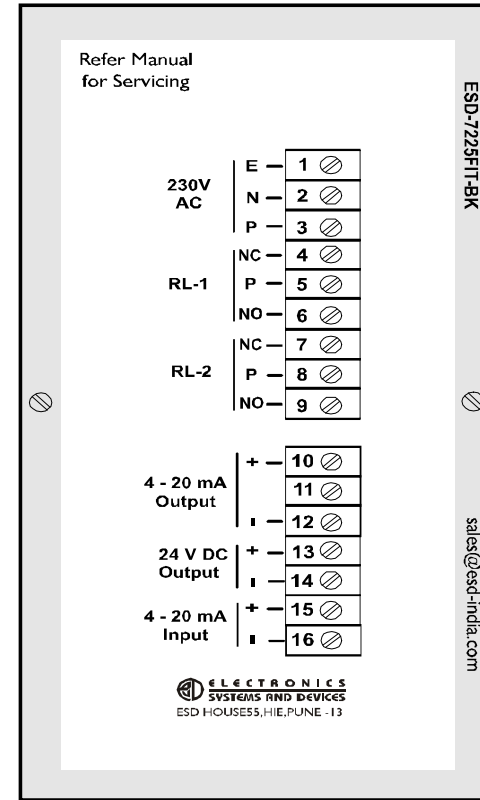 Refer Manual
for Servicing
230V
AC
E
1
N
2
P
3
RL-1
NC
4
P
5
NO
6
RL-2
NC
7
P
8
NO
9
4 - 20 mA
Output
+
10
11
-
12
24 V DC
Output
+
13
-
14
4 - 20 mA
Input
+
15
-
16
ELECTRONICS
SYSTEMS AND DEVICES
ESD HOUSE55,HIE,PUNE -13
ESD-7225FIT-BK
sales@esd-india.com